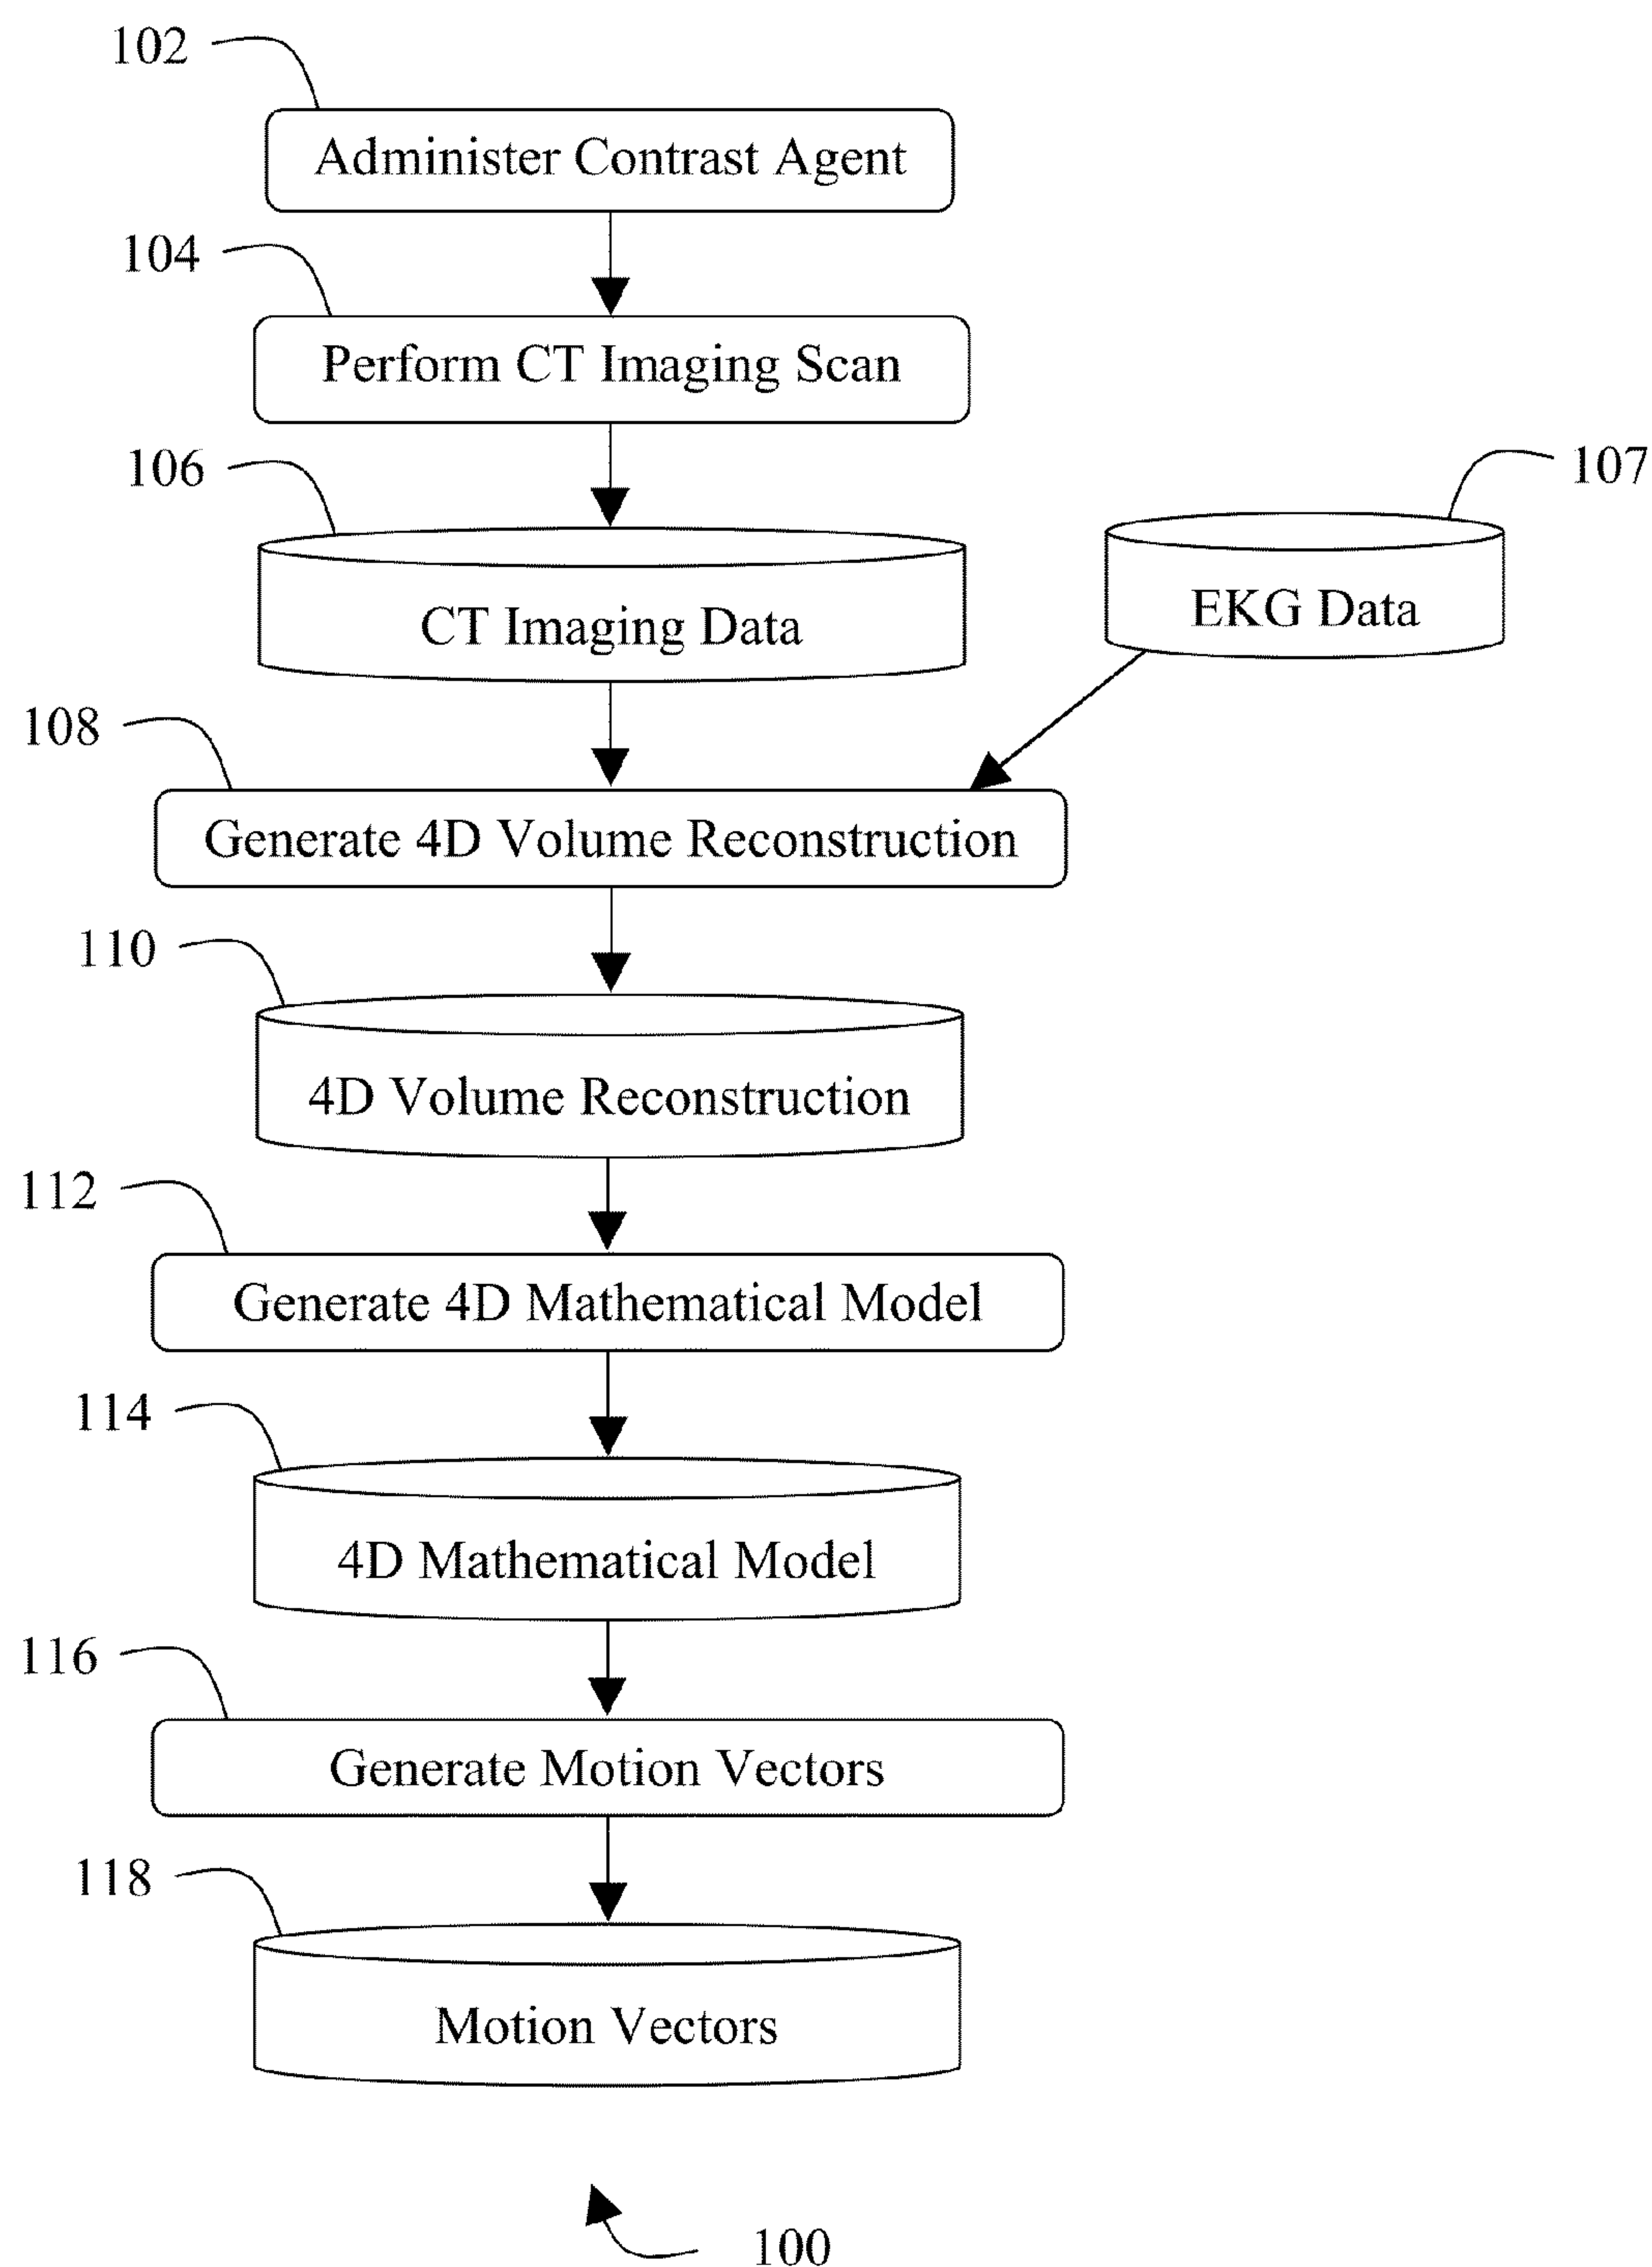 102
Administer Contrast Agent
104
Perform CT Imaging Scan
106
107
CT Imaging Data
EKG Data
108
Generate 4D Volume Reconstruction
110
4D Volume Reconstruction
112
Generate 4D Mathematical Model
114
4D Mathematical Model
116
Generate Motion Vectors
118
Motion Vectors
100